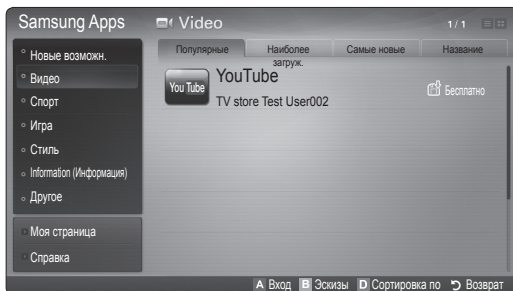 Samsung Apps
Video
1 / 1
Новые возможн.
Видео
Спорт
Игра
Стиль
Information (Информация)
Другое
Моя страница
Справка
Популярные
Наиболее загруж.
Самые новые
Название
You Tube
YouTube
TV store Test User002
Бесплатно
A Вход B Эскизы D Сортировка по Возврат